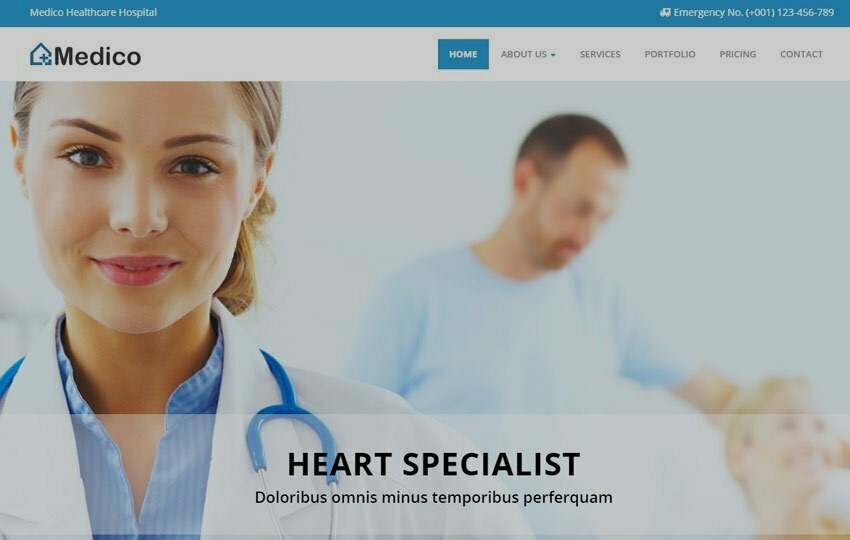 Medico Healthcare Hospital
Emergency No. (+001) 123-456-789
Medico
HOME ABOUT US SERVICES PORTFOLIO PRICING CONTACT
HEART SPECIALIST
Doloribus omnis minus temporibus perferquam